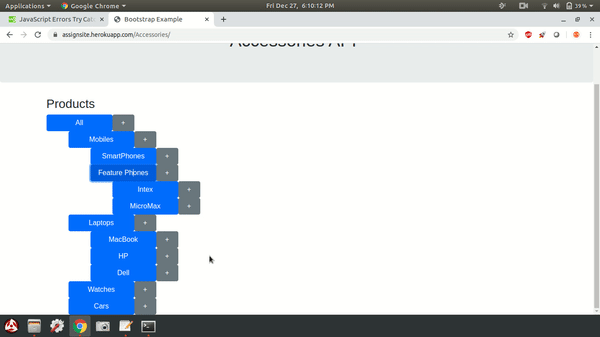 Applications Google Chrome Fri Dec 27, 6:10:12 PM 39 %
JavaScript Errors Try Catc Bootstrap Example
assignsite.herokuapp.com/Accessories/
Accessories API
Products
All +
Mobiles +
SmartPhones +
Feature Phones +
Intex +
MicroMax +
Laptops +
MacBook +
HP +
Dell +
Watches +
Cars +